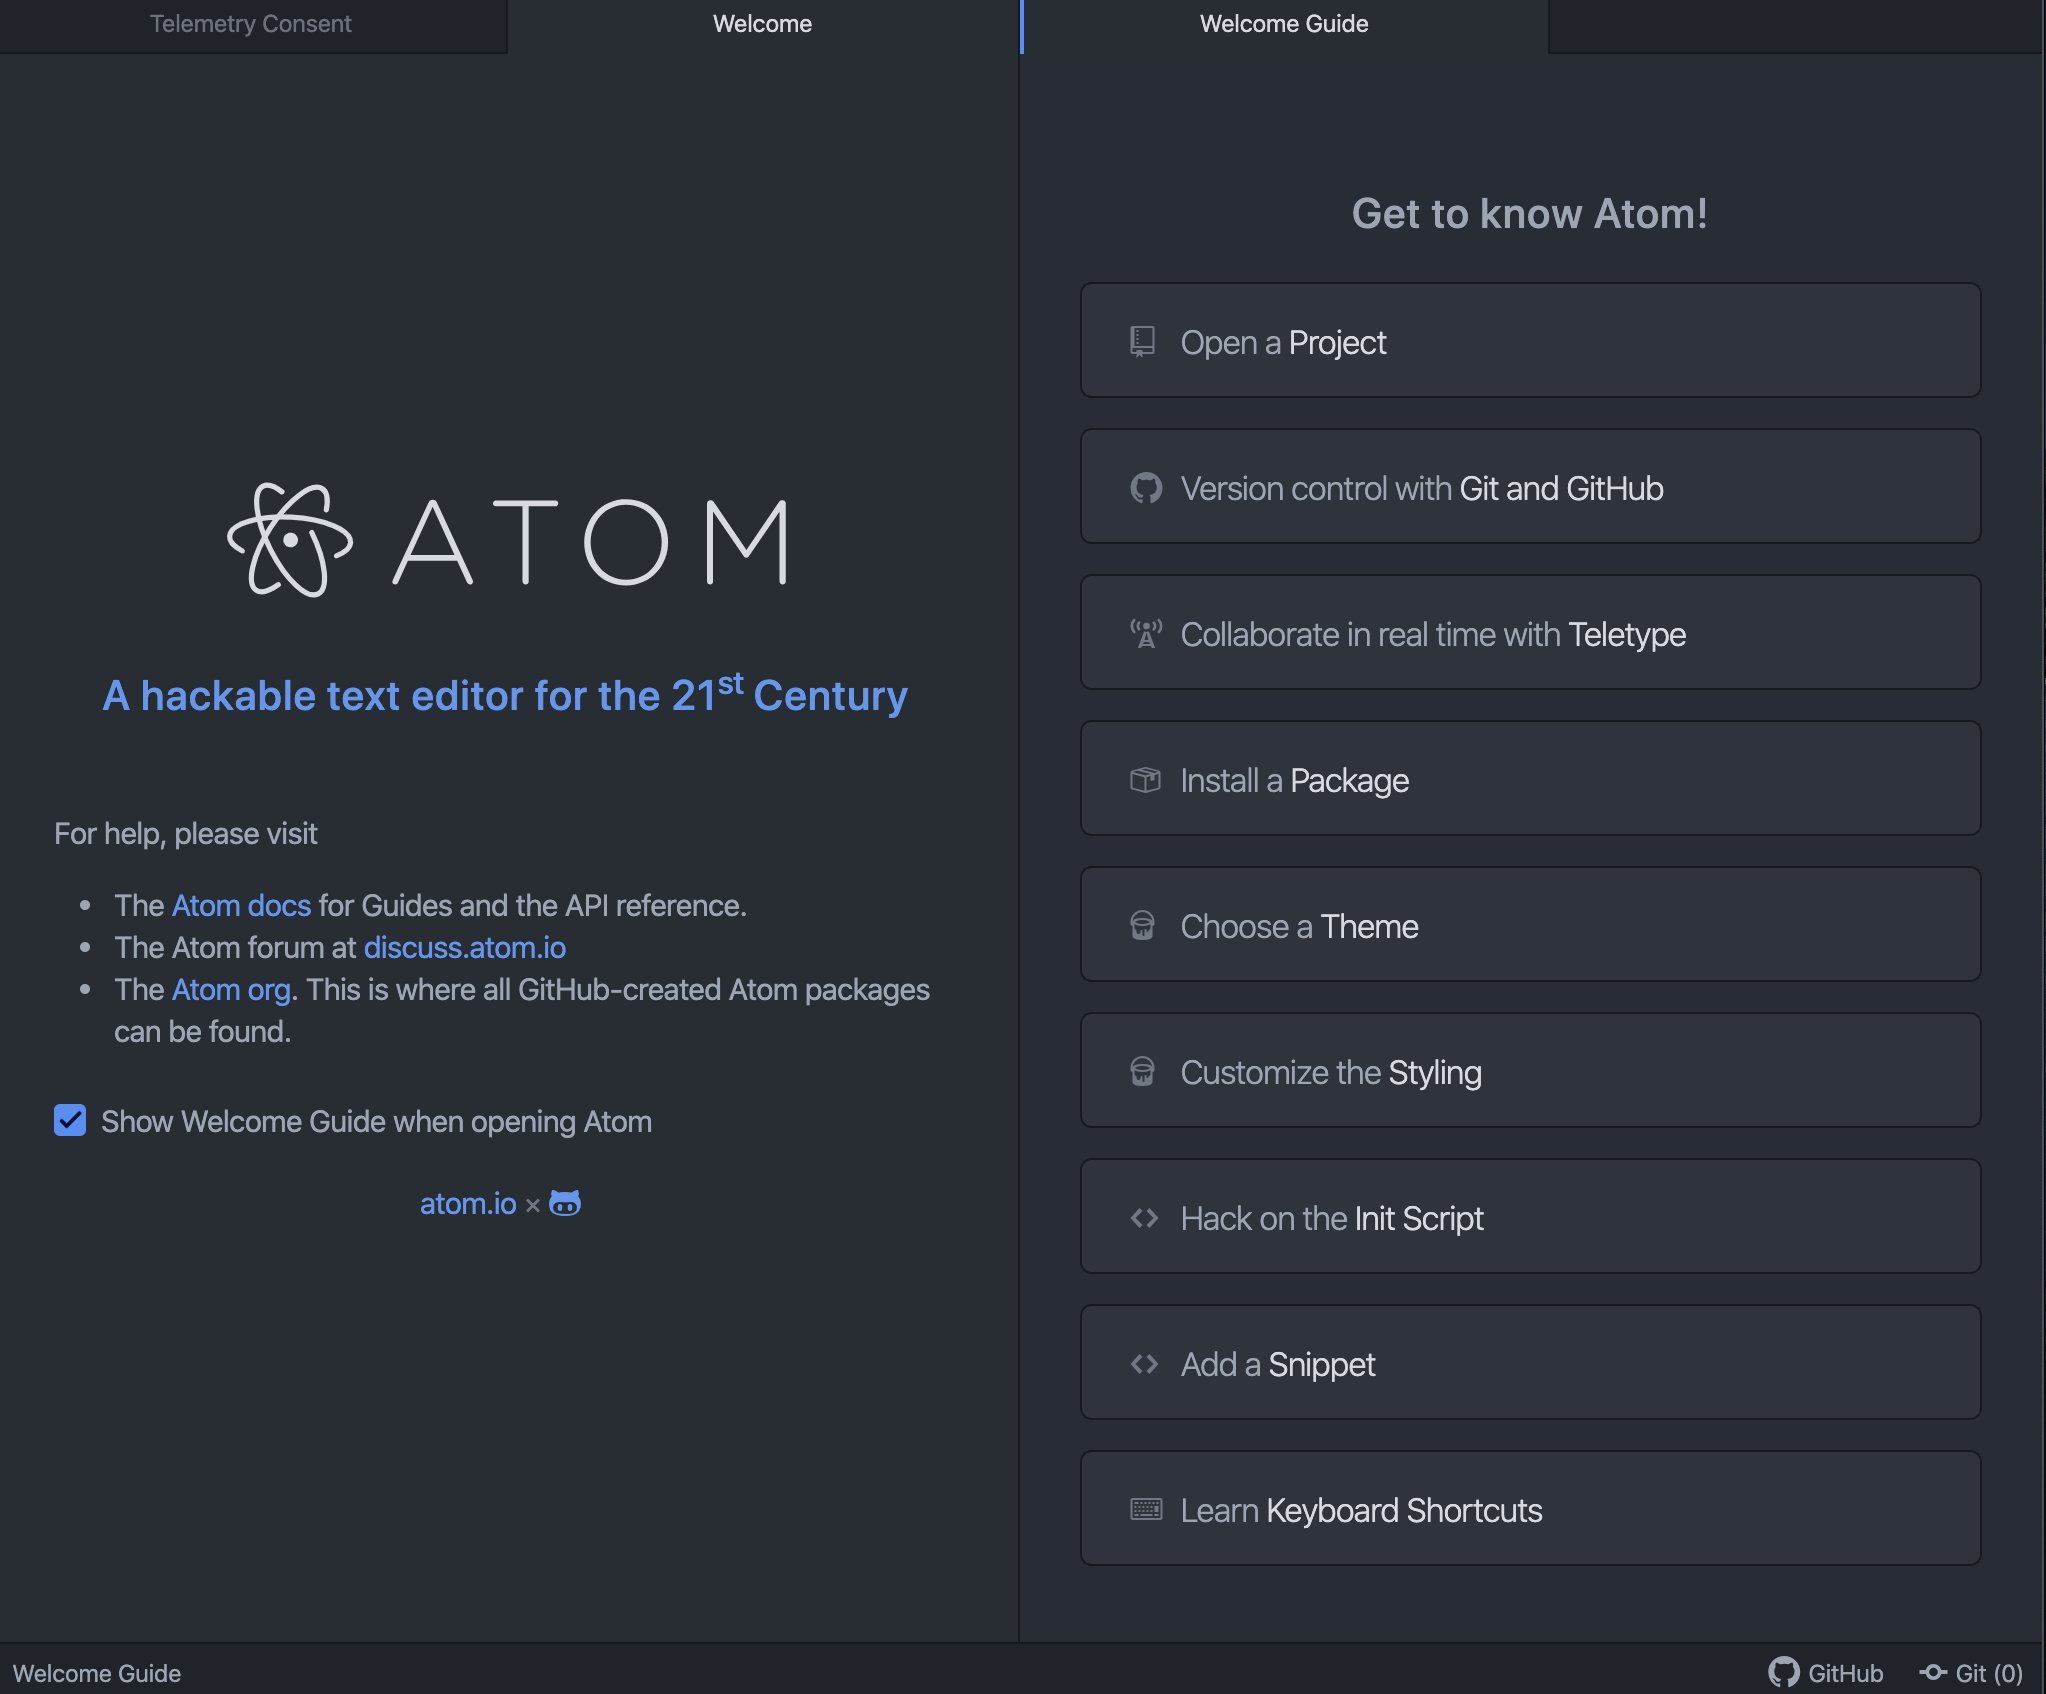 Telemetry Consent
Welcome
Welcome Guide
ATOM
A hackable text editor for the 21st Century
For help, please visit
• The Atom docs for Guides and the API reference.
• The Atom forum at discuss.atom.io
• The Atom org. This is where all GitHub-created Atom packages
can be found.
Show Welcome Guide when opening Atom
atom.io ×
Get to know Atom!
Open a Project
Version control with Git and GitHub
Collaborate in real time with Teletype
Install a Package
Choose a Theme
Customize the Styling
Hack on the Init Script
Add a Snippet
Learn Keyboard Shortcuts
Welcome Guide
GitHub
Git (0)